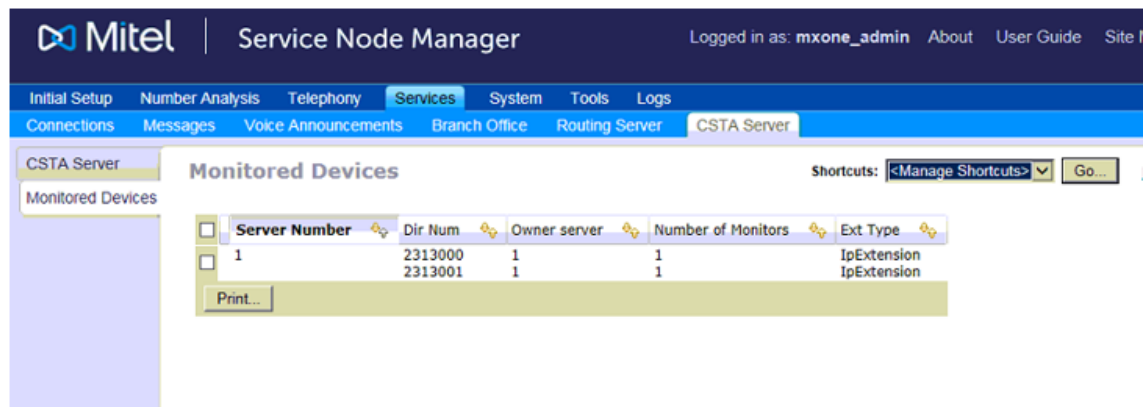 Mitel | Service Node Manager Logged in as: mxone_admin About User Guide Site
Initial Setup Number Analysis Telephony Services System Tools Logs
Connections Messages Voice Announcements Branch Office Routing Server CSTA Server
CSTA Server
Monitored Devices
Monitored Devices Shortcuts: <Manage Shortcuts> Go...
Server Number Dir Num Owner server Number of Monitors Ext Type
1 2313000 1 1 IpExtension
2313001 1 1 IpExtension
Print...